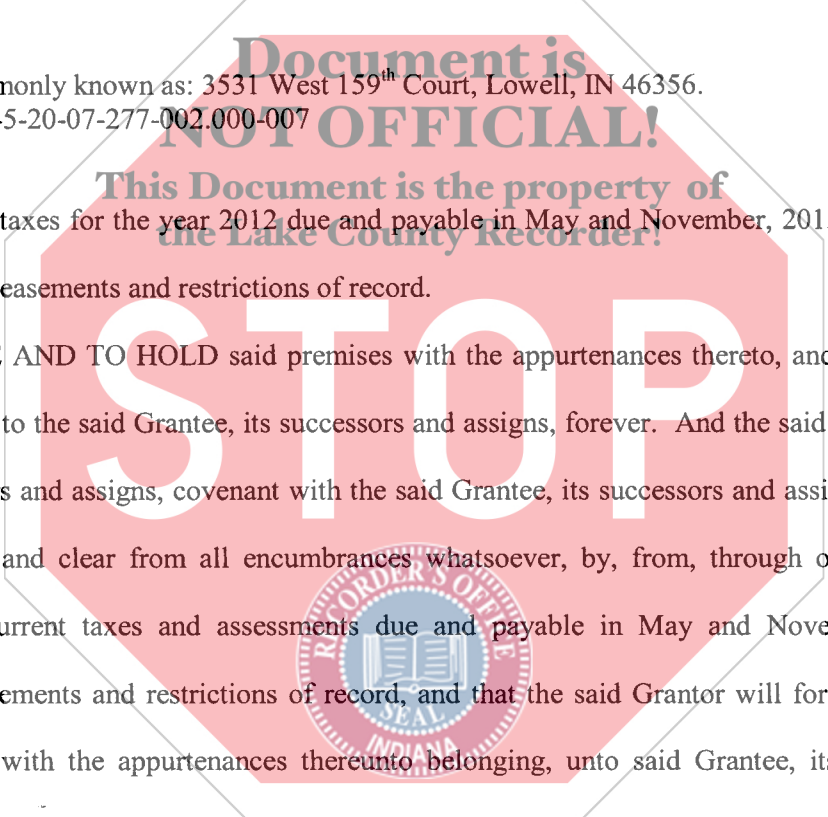 Document is
monly known as: 3531 West 159th Court, Lowell, IN 46356.
5-20-07-277-002.000-007
NOT OFFICIAL!
This Document is the property of
taxes for the year 2012 due and payable in May and November, 201
the Lake County Recorder!
easements and restrictions of record.
AND TO HOLD said premises with the appurtenances thereto, and
STOP
to the said Grantee, its successors and assigns, forever. And the said
s and assigns, covenant with the said Grantee, its successors and assi
and clear from all encumbrances whatsoever, by, from, through o
urrent taxes and assessments due and payable in May and Nove
ements and restrictions of record, and that the said Grantor will for
with the appurtenances thereunto belonging, unto said Grantee, its
RECORDER'S OFFICE
SEAL
INDIANA